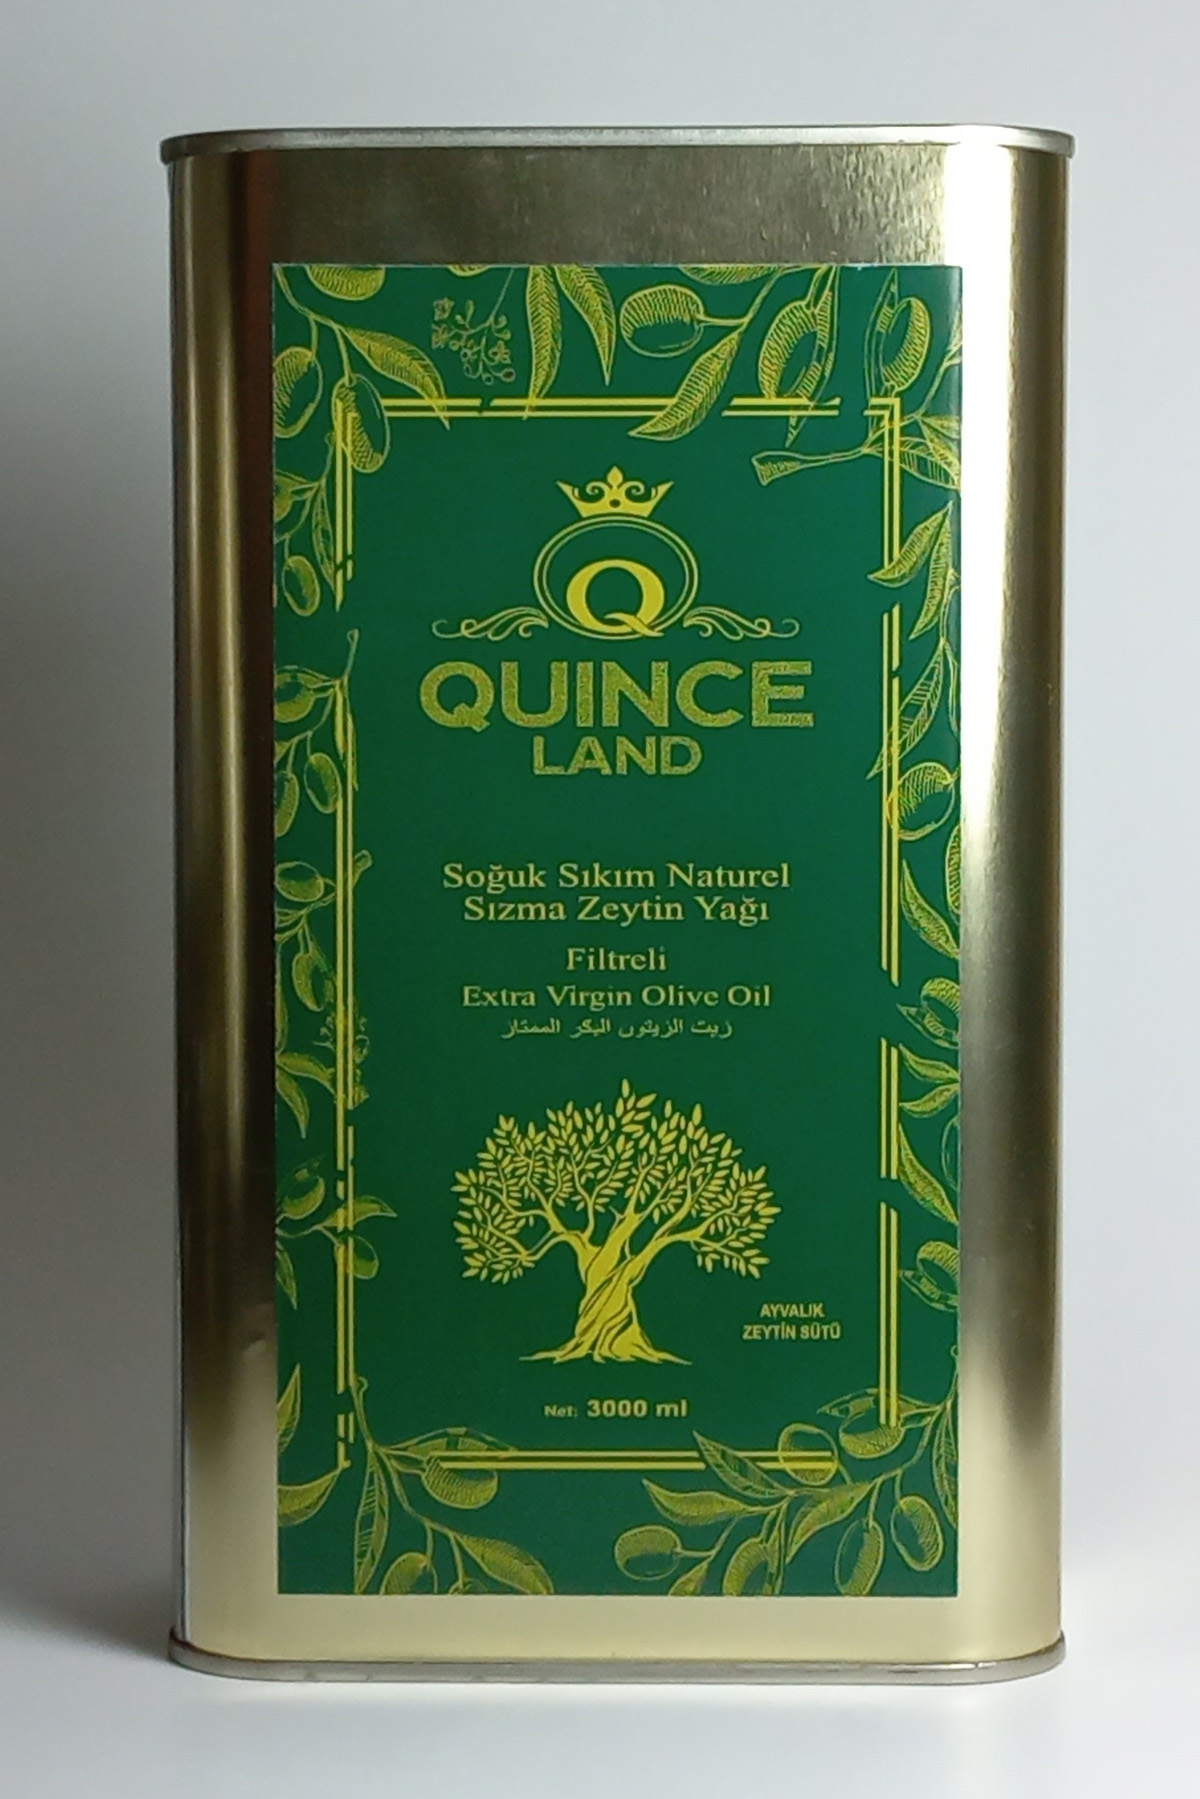 Q
QUINCE
LAND
Soğuk Sıkım Naturel
Sızma Zeytin Yağı
Filtreli
Extra Virgin Olive Oil
زيت الزيتون البكر الممتاز
AYVALIK
ZEYTİN SÜTÜ
Net: 3000 ml